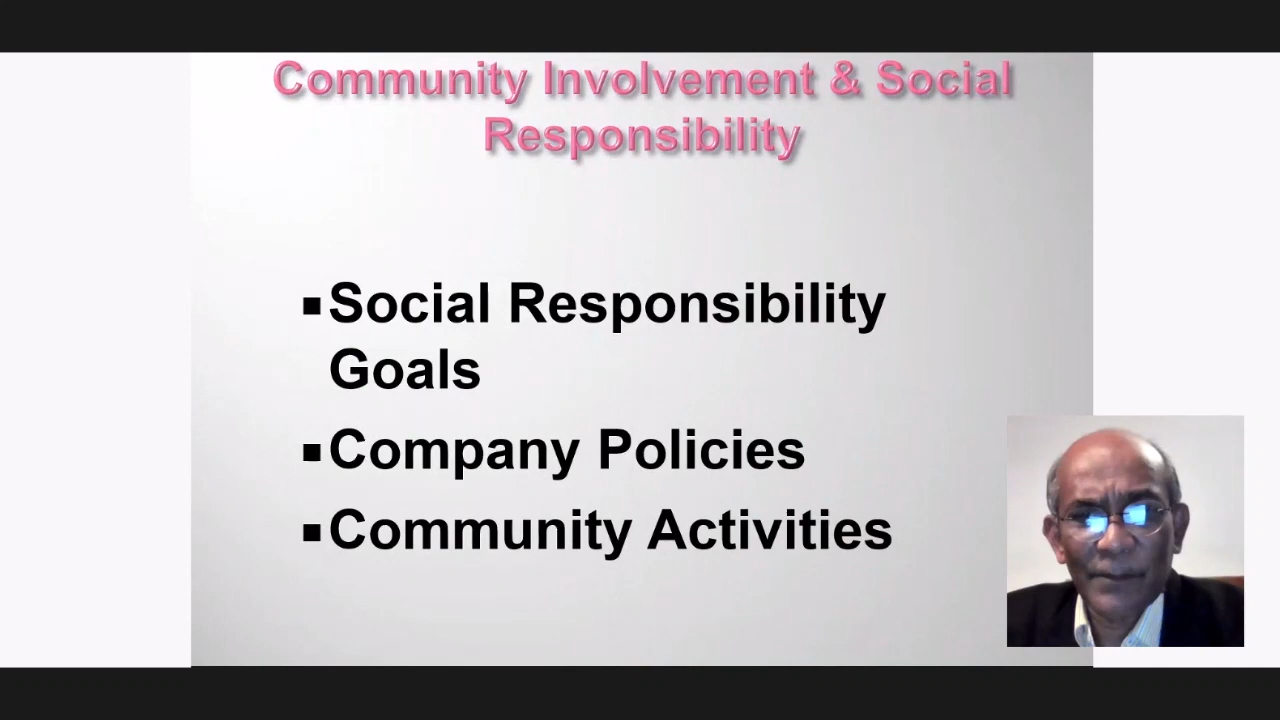 Community Involvement & Social
Responsibility
▪Social Responsibility
Goals
▪Company Policies
▪Community Activities